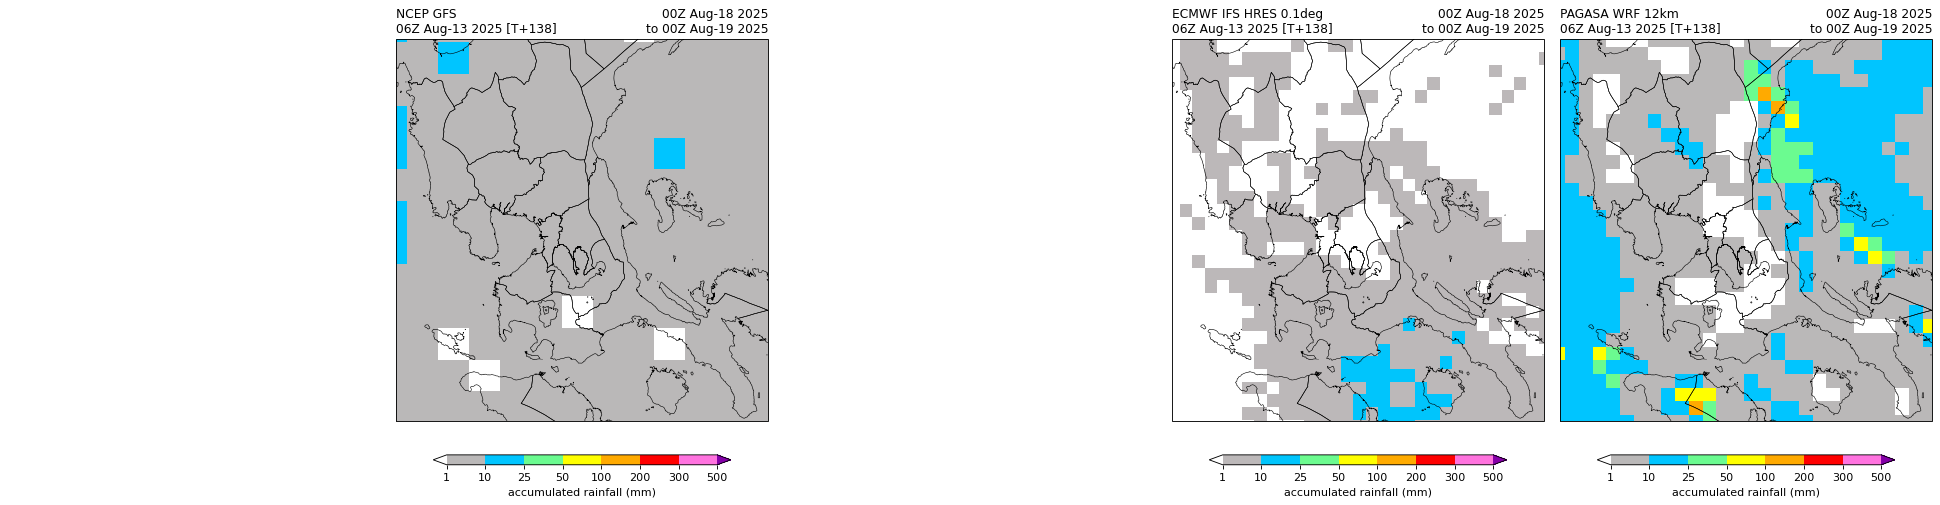 NCEP GFS 00Z Aug-18 2025
06Z Aug-13 2025 [T+138] to 00Z Aug-19 2025
1 10 25 50 100 200 300 500
accumulated rainfall (mm)
ECMWF IFS HRES 0.1deg 00Z Aug-18 2025
06Z Aug-13 2025 [T+138] to 00Z Aug-19 2025
1 10 25 50 100 200 300 500
accumulated rainfall (mm)
PAGASA WRF 12km 00Z Aug-18 2025
06Z Aug-13 2025 [T+138] to 00Z Aug-19 2025
1 10 25 50 100 200 300 500
accumulated rainfall (mm)